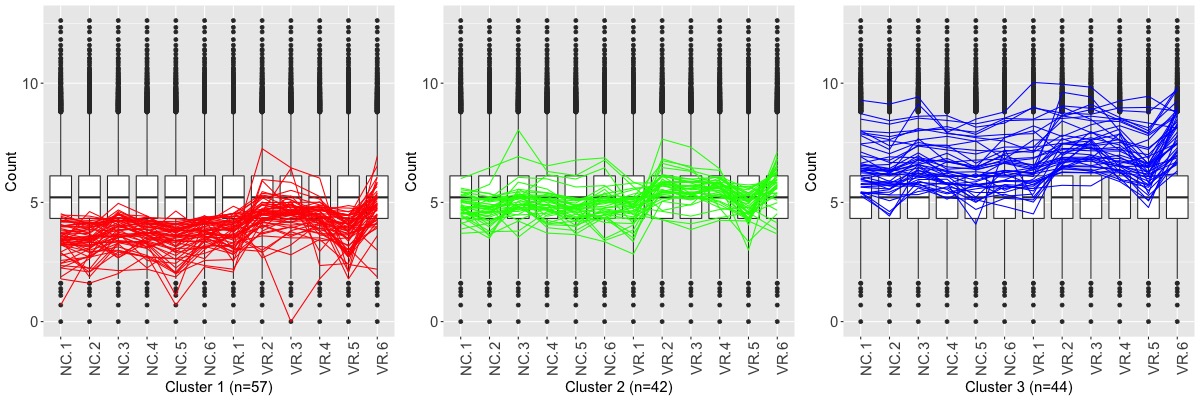 Count
10
5
0
NC.1 NC.2 NC.3 NC.4 NC.5 NC.6 VR.1 VR.2 VR.3 VR.4 VR.5 VR.6
Cluster 1 (n=57)
Count
10
5
0
NC.1 NC.2 NC.3 NC.4 NC.5 NC.6 VR.1 VR.2 VR.3 VR.4 VR.5 VR.6
Cluster 2 (n=42)
Count
10
5
0
NC.1 NC.2 NC.3 NC.4 NC.5 NC.6 VR.1 VR.2 VR.3 VR.4 VR.5 VR.6
Cluster 3 (n=44)